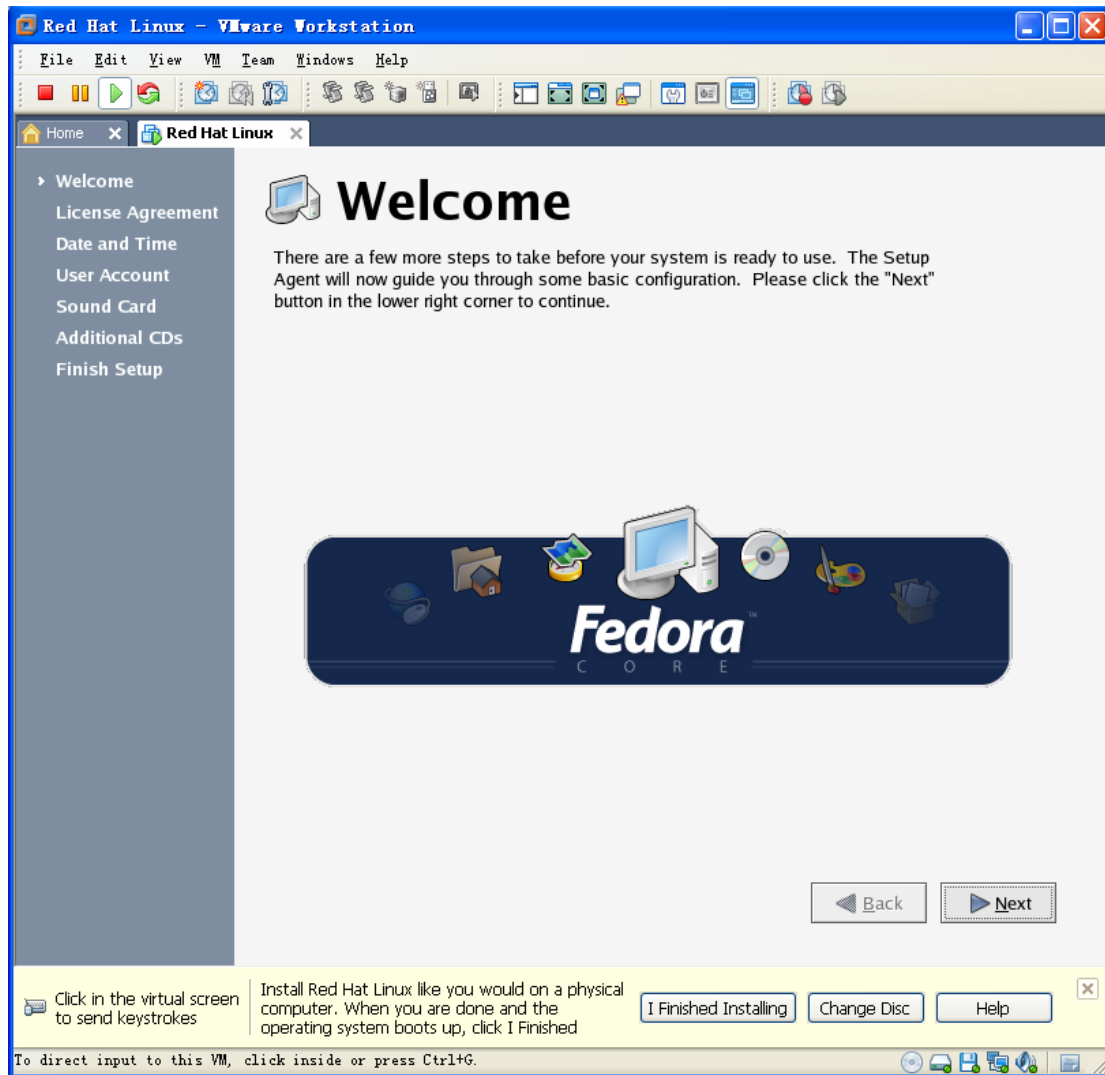 Red Hat Linux - VMware Workstation
File Edit View VM Team Windows Help
Home Red Hat Linux
Welcome
License Agreement
Date and Time
User Account
Sound Card
Additional CDs
Finish Setup
Welcome
There are a few more steps to take before your system is ready to use. The Setup
Agent will now guide you through some basic configuration. Please click the "Next"
button in the lower right corner to continue.
Fedora™
CORE
Back Next
Click in the virtual screen
to send keystrokes
Install Red Hat Linux like you would on a physical
computer. When you are done and the
operating system boots up, click I Finished
I Finished Installing Change Disc Help
To direct input to this VM, click inside or press Ctrl+G.